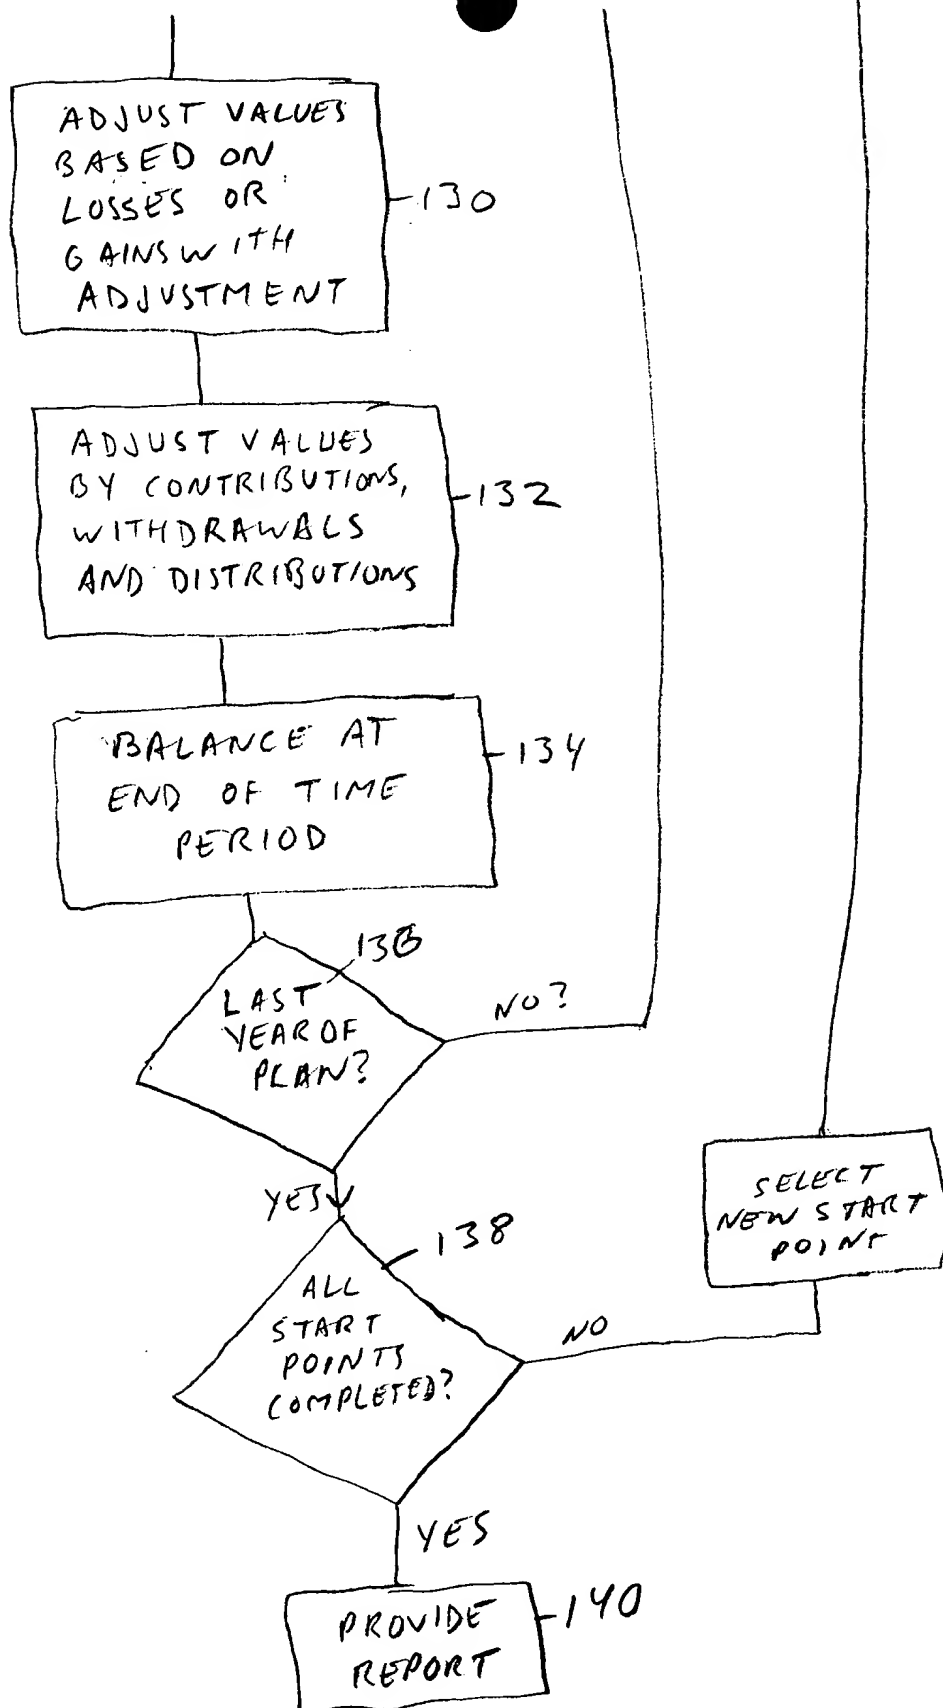 ADJUST VALUES
BASED ON
LOSSES OR
GAINS WITH
ADJUSTMENT
130
ADJUST VALUES
BY CONTRIBUTIONS,
WITHDRAWALS
AND DISTRIBUTIONS
132
BALANCE AT
END OF TIME
PERIOD
134
136
LAST
YEAR OF
PLAN?
NO?
YES
SELECT
NEW START
POINT
138
ALL
START
POINTS
COMPLETED?
NO
YES
PROVIDE
REPORT
140